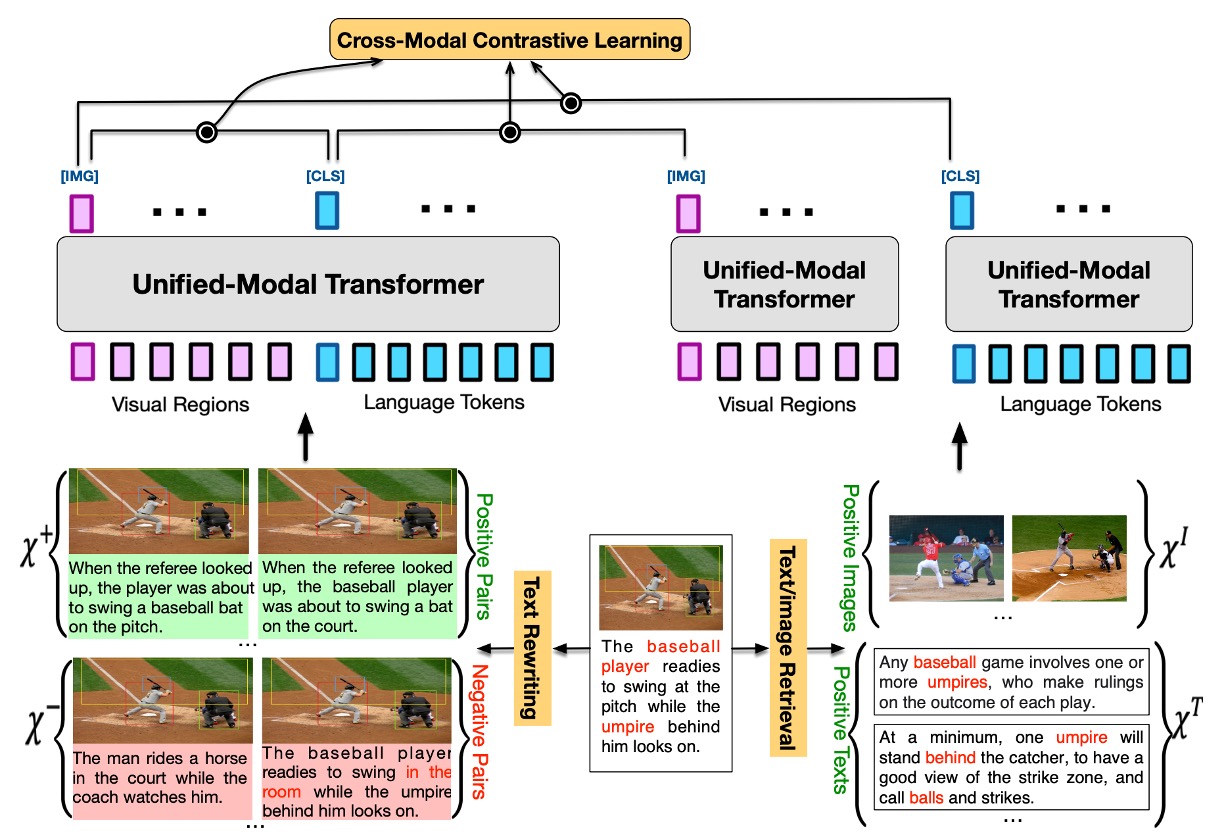 Cross-Modal Contrastive Learning
[IMG]
[CLS]
[IMG]
[CLS]
Unified-Modal Transformer
Unified-Modal
Transformer
Unified-Modal
Transformer
Visual Regions
Language Tokens
Visual Regions
Language Tokens
χ+
When the referee looked
up, the player was about
to swing a baseball bat
on the pitch.
When the referee looked
up, the baseball player
was about to swing a bat
on the court.
...
Positive Pairs
χ−
The man rides a horse
in the court while the
coach watches him.
The baseball player
readies to swing in the
room while the umpire
behind him looks on.
...
Negative Pairs
Text Rewriting
The baseball
player readies
to swing at the
pitch while the
umpire behind
him looks on.
Text/image Retrieval
Positive Images
...
χI
Positive Texts
Any baseball game involves one or
more umpires, who make rulings
on the outcome of each play.
At a minimum, one umpire will
stand behind the catcher, to have a
good view of the strike zone, and
call balls and strikes.
...
χT